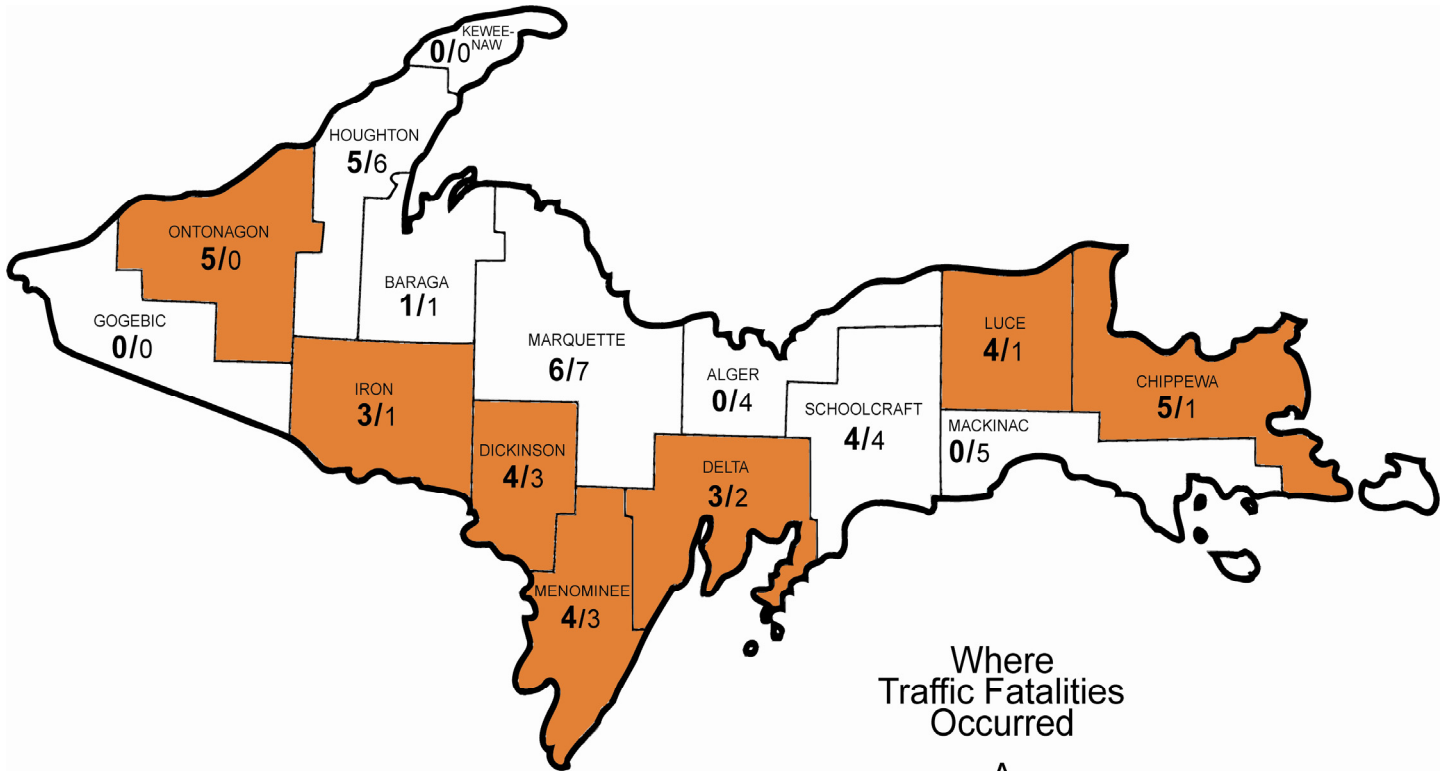 KEWEE-
NAW
0/0
HOUGHTON
5/6
ONTONAGON
5/0
BARAGA
1/1
GOGEBIC
0/0
MARQUETTE
6/7
LUCE
4/1
ALGER
0/4
IRON
3/1
CHIPPEWA
5/1
SCHOOLCRAFT
4/4
MACKINAC
0/5
DICKINSON
4/3
DELTA
3/2
MENOMINEE
4/3
Where
Traffic Fatalities
Occurred